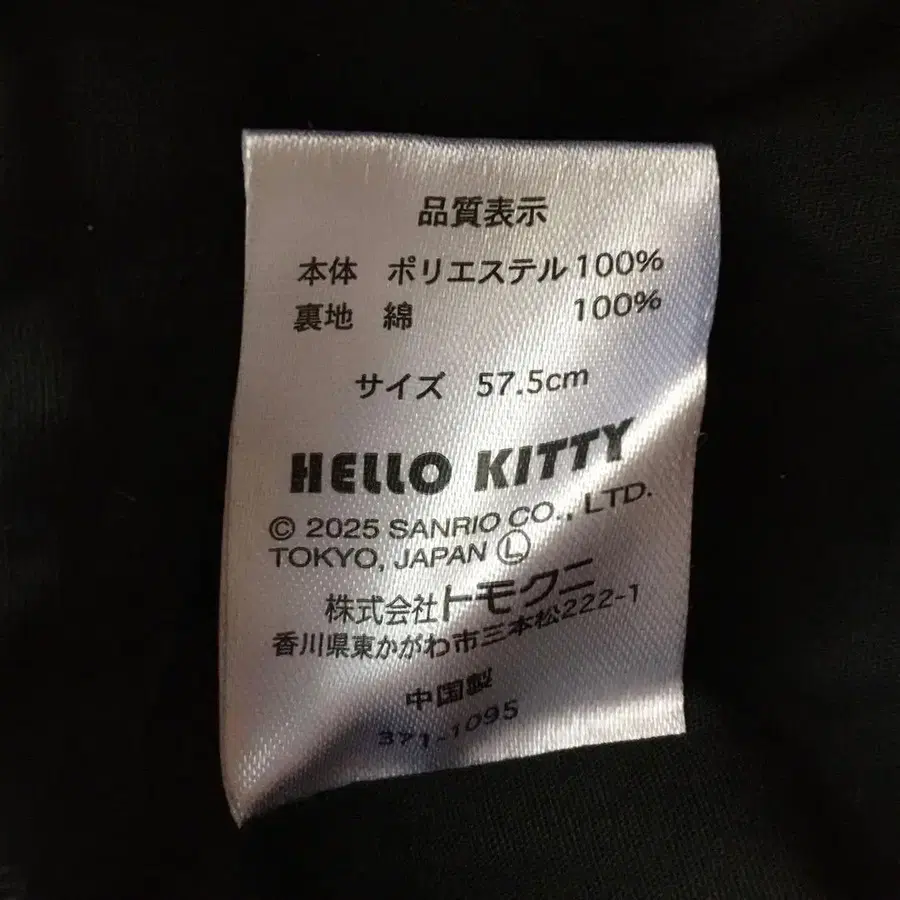 品質表示
本体 ポリエステル 100%
裏地 綿 100%
サイズ 57.5cm
HELLO KITTY
© 2025 SANRIO CO., LTD.
TOKYO, JAPAN Ⓛ
株式会社トモクニ
香川県東かがわ市三本松222-1
中国製
371-1095